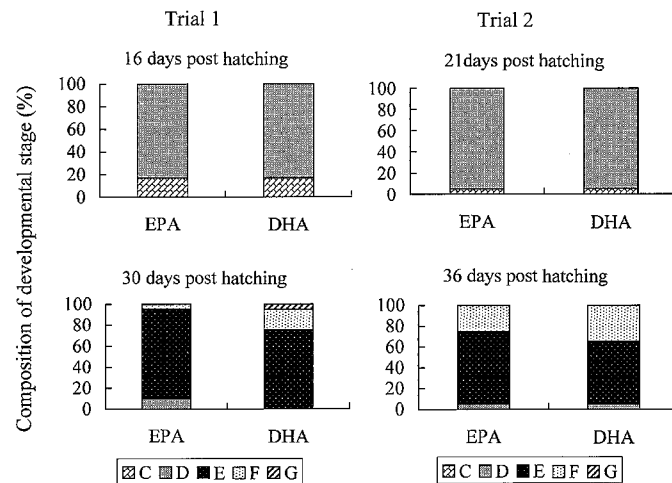 Trial 1
Trial 2
Composition of developmental stage (%)
16 days post hatching
100
80
60
40
20
0
EPA DHA
21days post hatching
100
80
60
40
20
0
EPA DHA
30 days post hatching
100
80
60
40
20
0
EPA DHA
C D E F G
36 days post hatching
100
80
60
40
20
0
EPA DHA
C D E F G